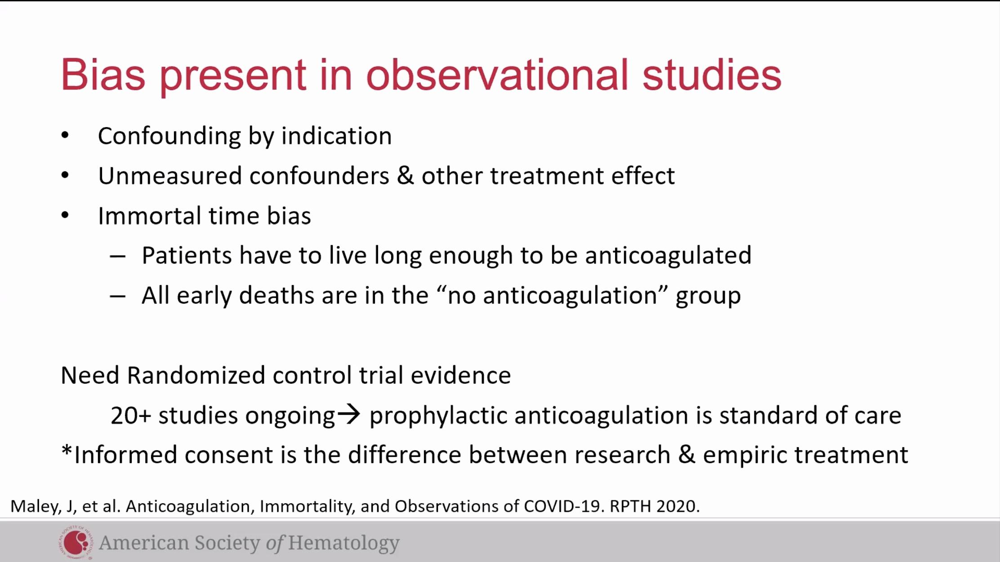 Bias present in observational studies
• Confounding by indication
• Unmeasured confounders & other treatment effect
• Immortal time bias
– Patients have to live long enough to be anticoagulated
– All early deaths are in the “no anticoagulation” group
Need Randomized control trial evidence
20+ studies ongoing→ prophylactic anticoagulation is standard of care
*Informed consent is the difference between research & empiric treatment
Maley, J, et al. Anticoagulation, Immortality, and Observations of COVID-19. RPTH 2020.
American Society of Hematology